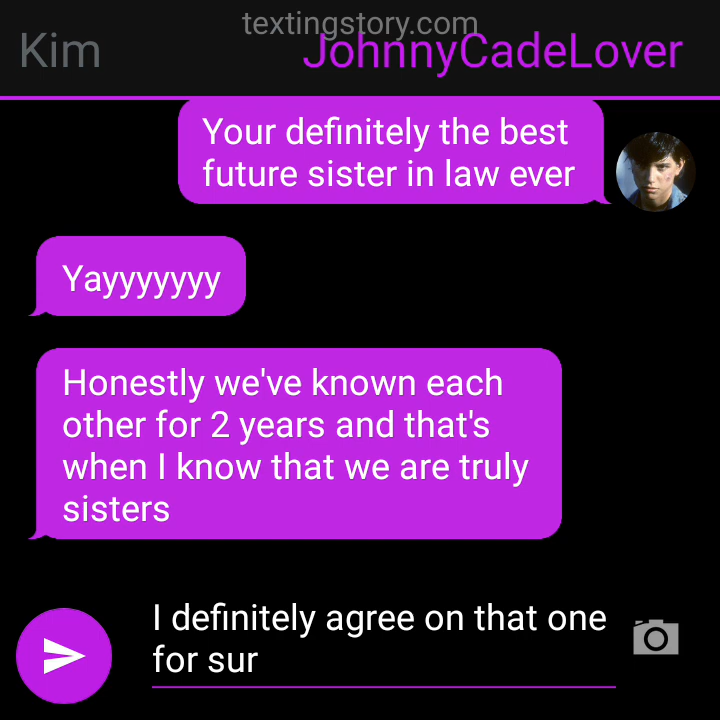 textingstory.com
Kim
JohnnyCadeLover
Your definitely the best
future sister in law ever
Yayyyyyyy
Honestly we've known each
other for 2 years and that's
when I know that we are truly
sisters
I definitely agree on that one
for sur